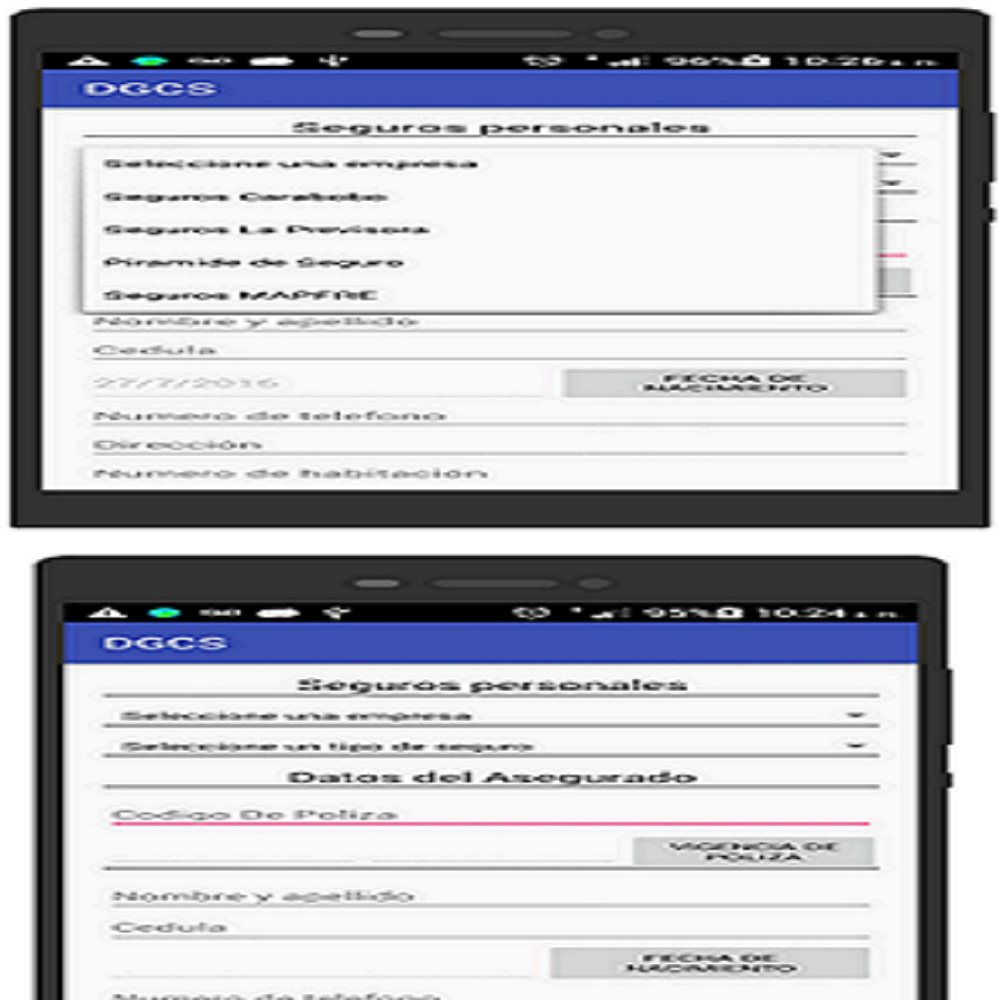 96% 10:26 a. m.
DGCS
Seguros personales
Seleccione una empresa
Seguros Carabobo
Seguros La Previsora
Piramide de Seguro
Seguros MAPFRE
Nombre y apellido
Cedula
27/7/2016
FECHA DE
NACIMIENTO
Numero de telefono
Dirección
Numero de habitación
95% 10:24 a. m.
DGCS
Seguros personales
Seleccione una empresa
Seleccione un tipo de seguro
Datos del Asegurado
Codigo De Poliza
VIGENCIA DE
POLIZA
Nombre y apellido
Cedula
FECHA DE
NACIMIENTO
Numero de telefono